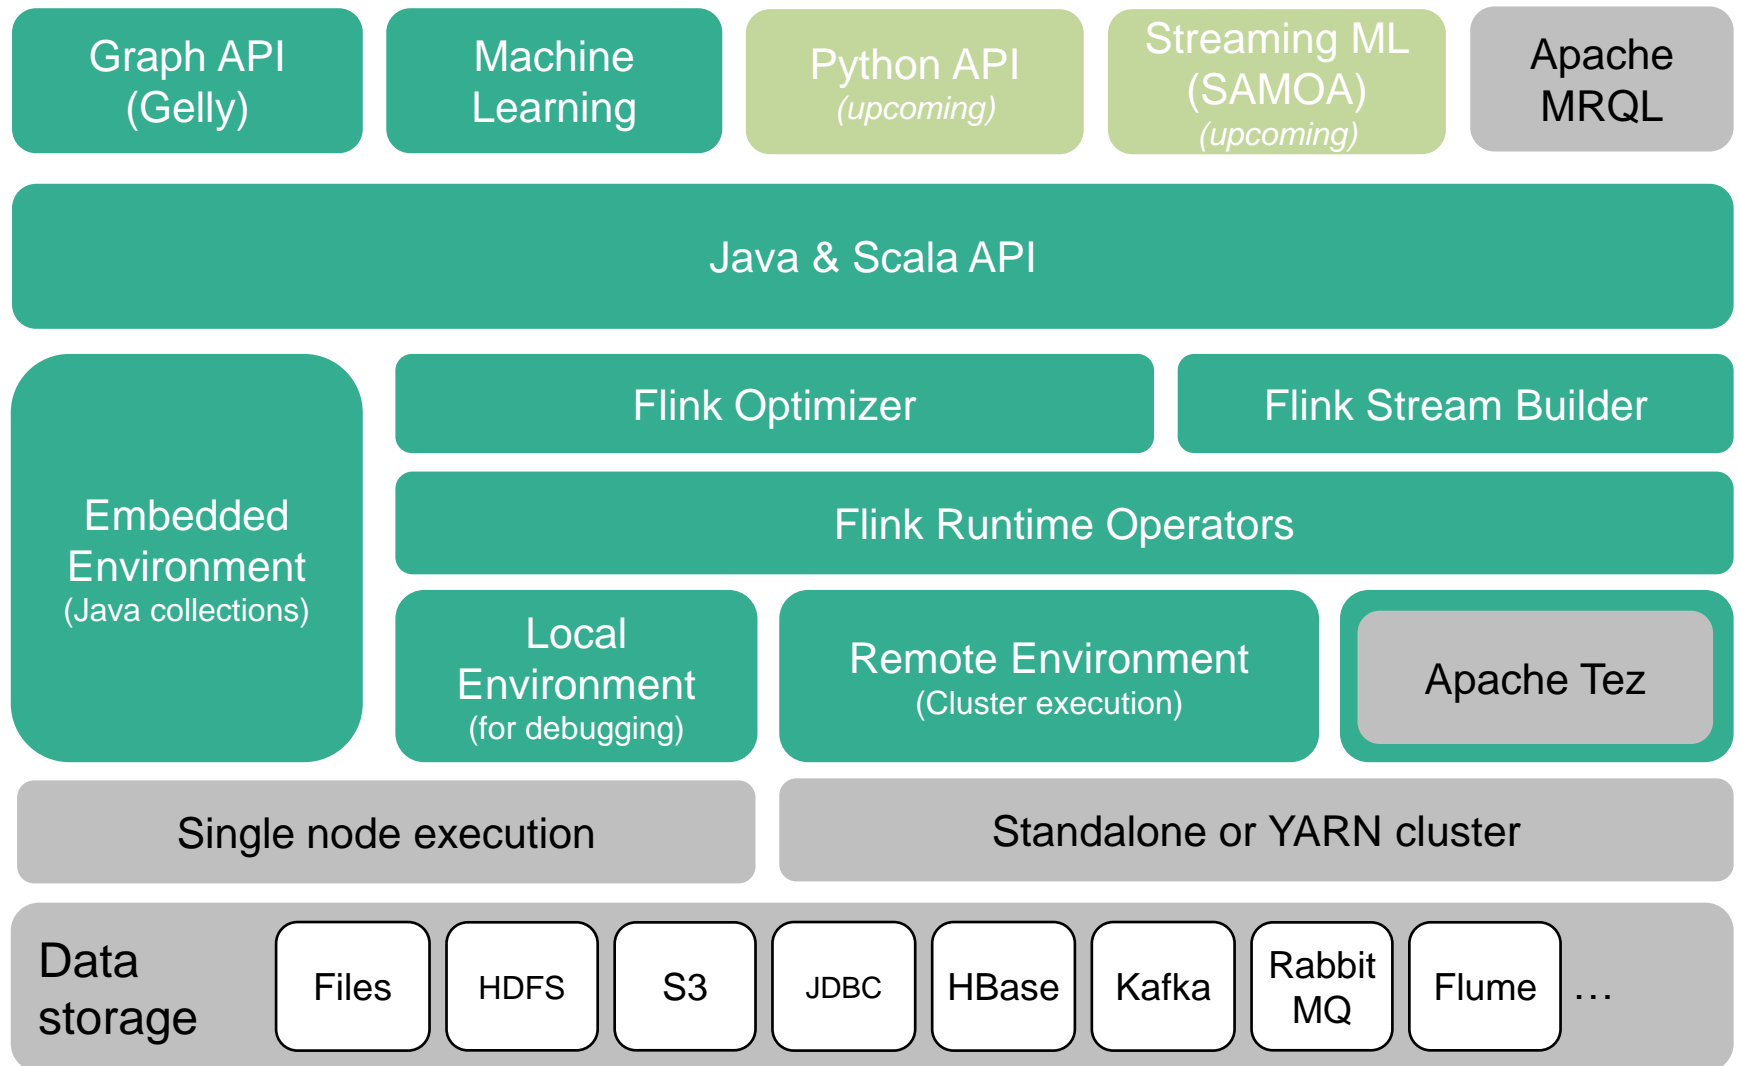 Graph API
(Gelly)
Machine
Learning
Python API
(upcoming)
Streaming ML
(SAMOA)
(upcoming)
Apache
MRQL
Java & Scala API
Embedded
Environment
(Java collections)
Flink Optimizer
Flink Stream Builder
Flink Runtime Operators
Local
Environment
(for debugging)
Remote Environment
(Cluster execution)
Apache Tez
Single node execution
Standalone or YARN cluster
Data
storage
Files
HDFS
S3
JDBC
HBase
Kafka
Rabbit
MQ
Flume
…